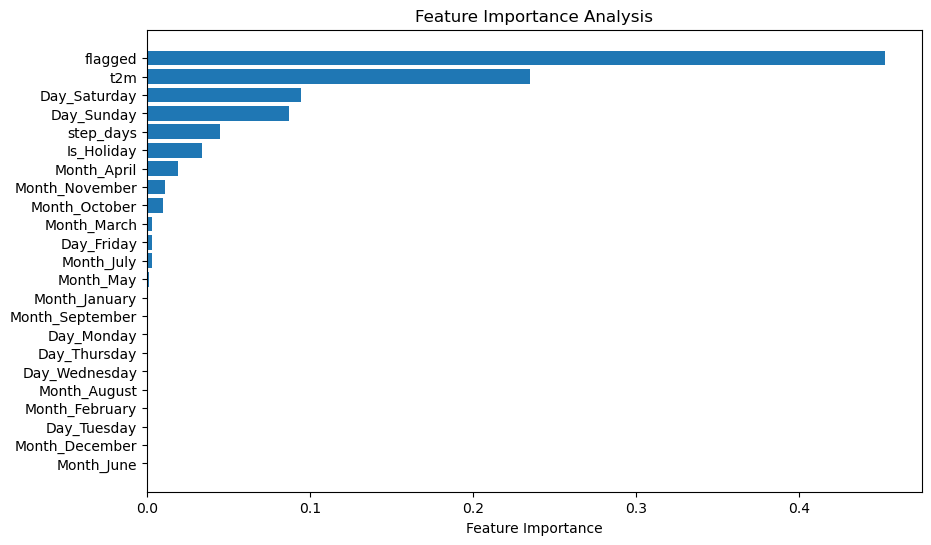 Feature Importance Analysis
flagged
t2m
Day_Saturday
Day_Sunday
step_days
Is_Holiday
Month_April
Month_November
Month_October
Month_March
Day_Friday
Month_July
Month_May
Month_January
Month_September
Day_Monday
Day_Thursday
Day_Wednesday
Month_August
Month_February
Day_Tuesday
Month_December
Month_June
0.0 0.1 0.2 0.3 0.4
Feature Importance